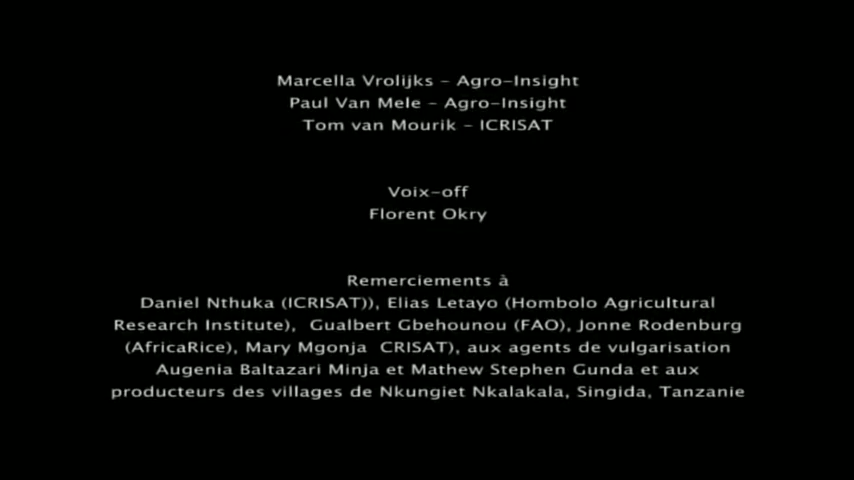 Marcella Vrolijks - Agro-Insight
Paul Van Mele - Agro-Insight
Tom van Mourik - ICRISAT
Voix-off
Florent Okry
Remerciements à
Daniel Nthuka (ICRISAT)), Elias Letayo (Hombolo Agricultural
Research Institute),  Gualbert Gbehounou (FAO), Jonne Rodenburg
(AfricaRice), Mary Mgonja  CRISAT), aux agents de vulgarisation
Augenia Baltazari Minja et Mathew Stephen Gunda et aux
producteurs des villages de Nkungiet Nkalakala, Singida, Tanzanie